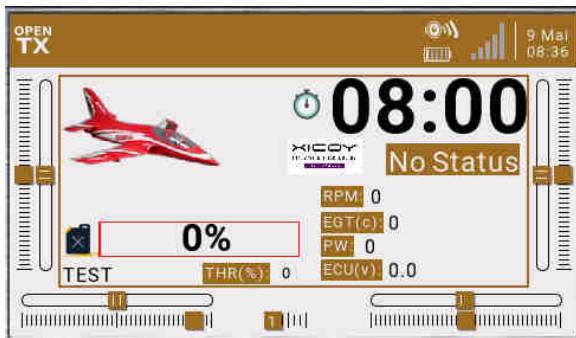 OPEN
TX
9 Mai
08:36
08:00
XICOY
No Status
RPM: 0
EGT(c): 0
PW: 0
ECU(v): 0.0
0%
TEST
THR(%): 0
1